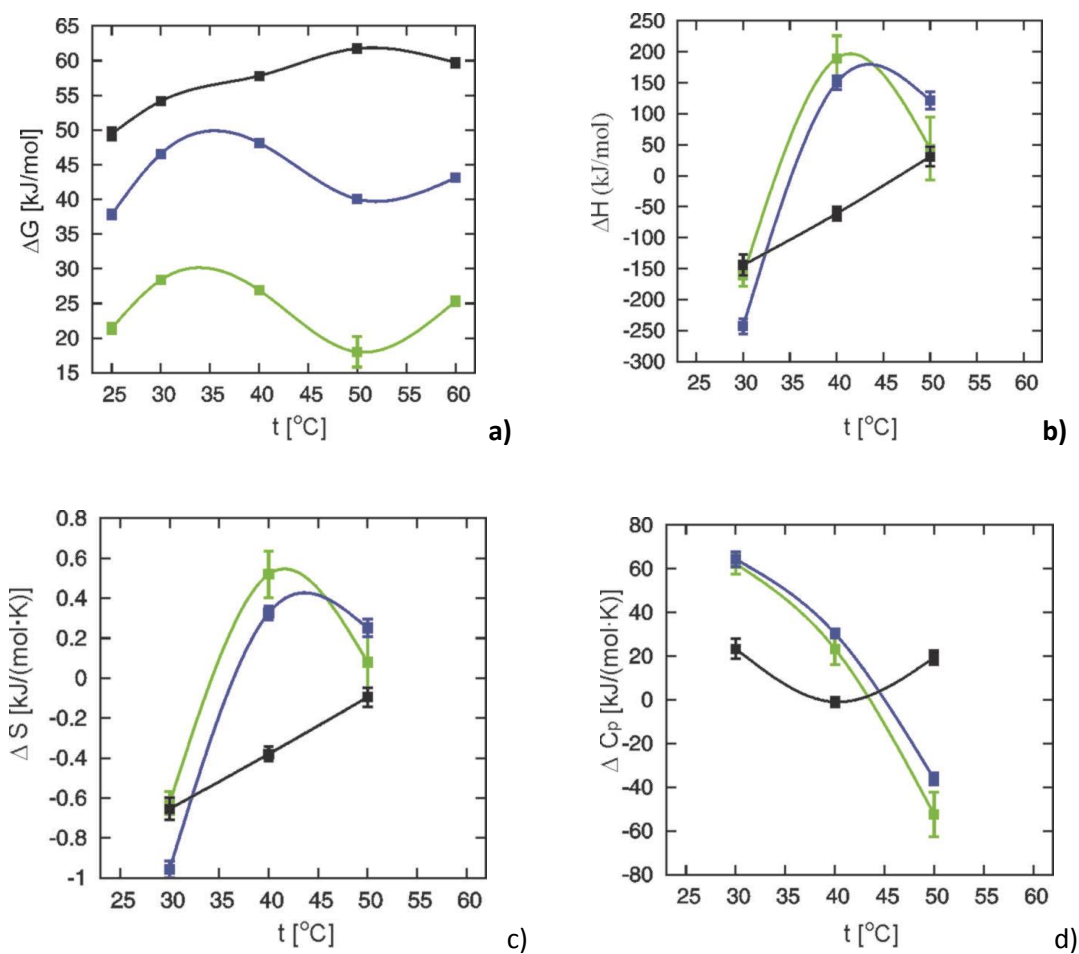 65
60
55
50
45
40
35
30
25
20
15
25 30 35 40 45 50 55 60
ΔG [kJ/mol]
t [°C]
a)
250
200
150
100
50
0
-50
-100
-150
-200
-250
-300
25 30 35 40 45 50 55 60
ΔH (kJ/mol)
t [°C]
b)
0.8
0.6
0.4
0.2
0
-0.2
-0.4
-0.6
-0.8
-1
25 30 35 40 45 50 55 60
Δ S [kJ/(mol·K)]
t [°C]
c)
80
60
40
20
0
-20
-40
-60
-80
25 30 35 40 45 50 55 60
Δ Cp [kJ/(mol·K)]
t [°C]
d)